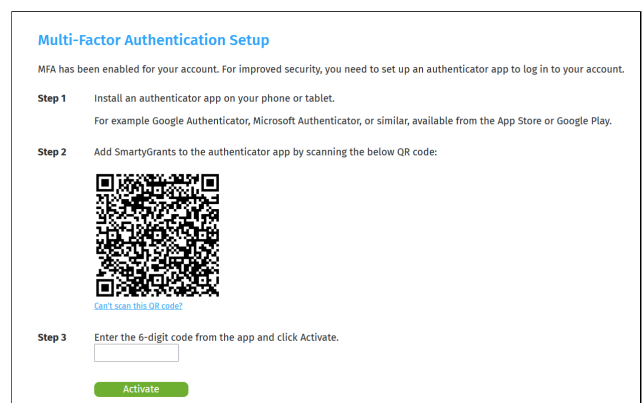 Multi-Factor Authentication Setup
MFA has been enabled for your account. For improved security, you need to set up an authenticator app to log in to your account.
Step 1 Install an authenticator app on your phone or tablet.
For example Google Authenticator, Microsoft Authenticator, or similar, available from the App Store or Google Play.
Step 2 Add SmartyGrants to the authenticator app by scanning the below QR code:
Can't scan this QR code?
Step 3 Enter the 6-digit code from the app and click Activate.
Activate